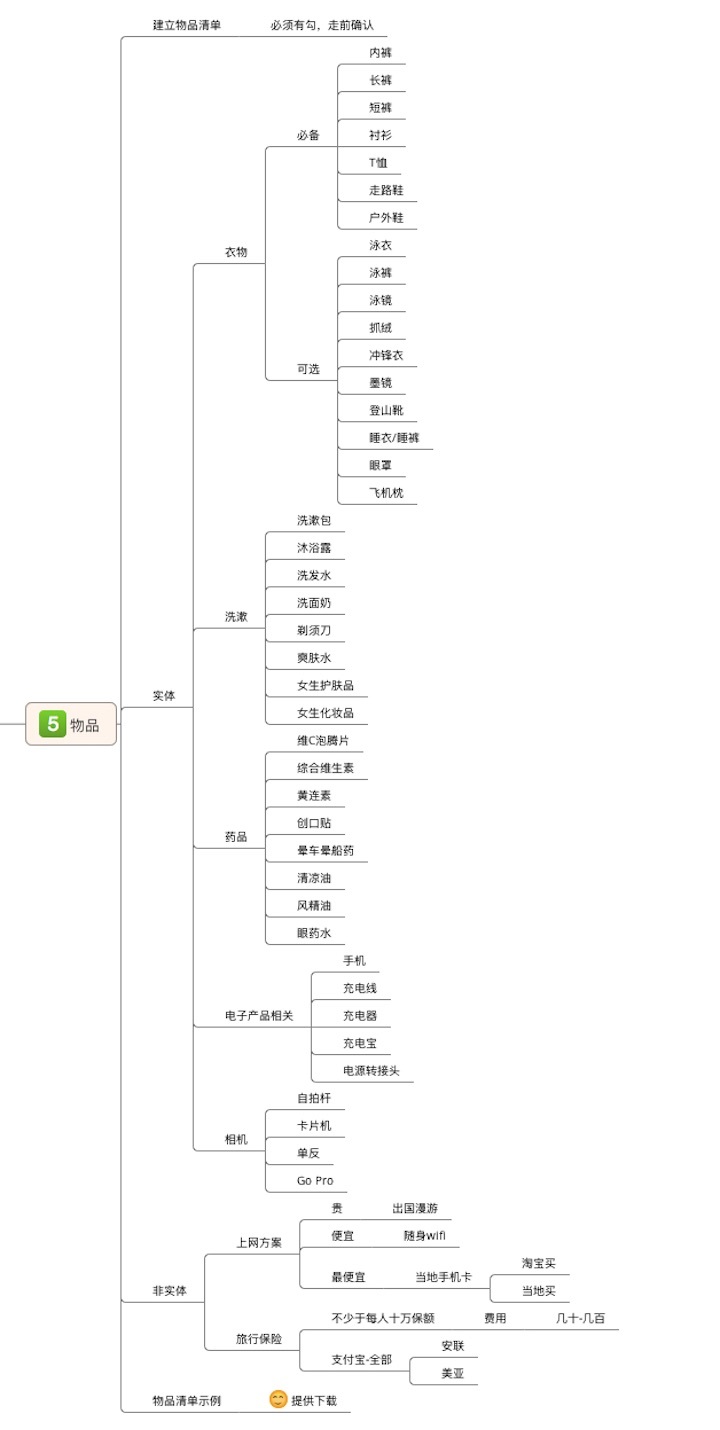 建立物品清单
必须有勾，走前确认
内裤
长裤
短裤
必备
衬衫
T恤
走路鞋
户外鞋
衣物
泳衣
泳裤
泳镜
抓绒
冲锋衣
可选
墨镜
登山靴
睡衣/睡裤
眼罩
飞机枕
洗漱包
沐浴露
洗发水
洗面奶
洗漱
剃须刀
爽肤水
女生护肤品
女生化妆品
实体
5 物品
维C泡腾片
综合维生素
黄连素
创口贴
药品
晕车晕船药
清凉油
风精油
眼药水
手机
充电线
电子产品相关
充电器
充电宝
电源转接头
自拍杆
卡片机
相机
单反
Go Pro
贵
出国漫游
上网方案
便宜
随身wifi
最便宜
当地手机卡
淘宝买
当地买
非实体
旅行保险
不少于每人十万保额
费用
几十-几百
支付宝-全部
安联
美亚
物品清单示例
😊 提供下载